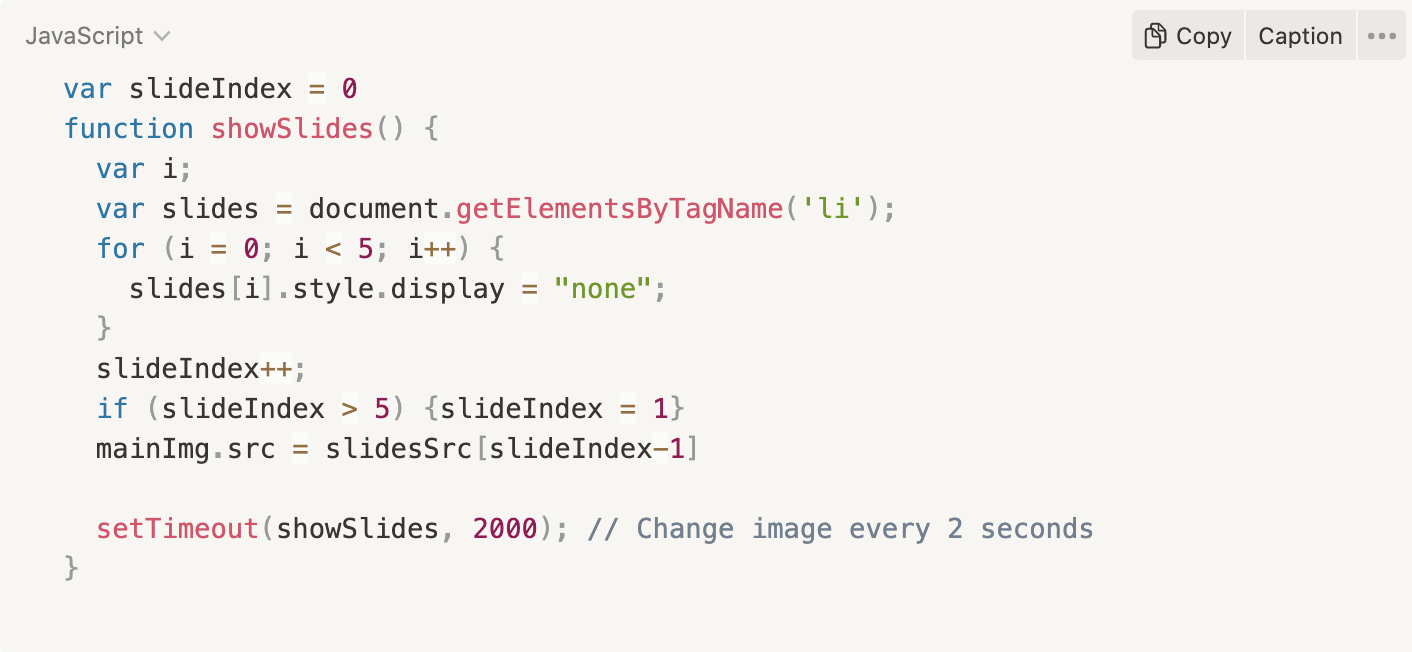 JavaScript
Copy
Caption
var slideIndex = 0
function showSlides() {
  var i;
  var slides = document.getElementsByTagName('li');
  for (i = 0; i < 5; i++) {
    slides[i].style.display = "none";
  }
  slideIndex++;
  if (slideIndex > 5) {slideIndex = 1}
  mainImg.src = slidesSrc[slideIndex-1]

  setTimeout(showSlides, 2000); // Change image every 2 seconds
}